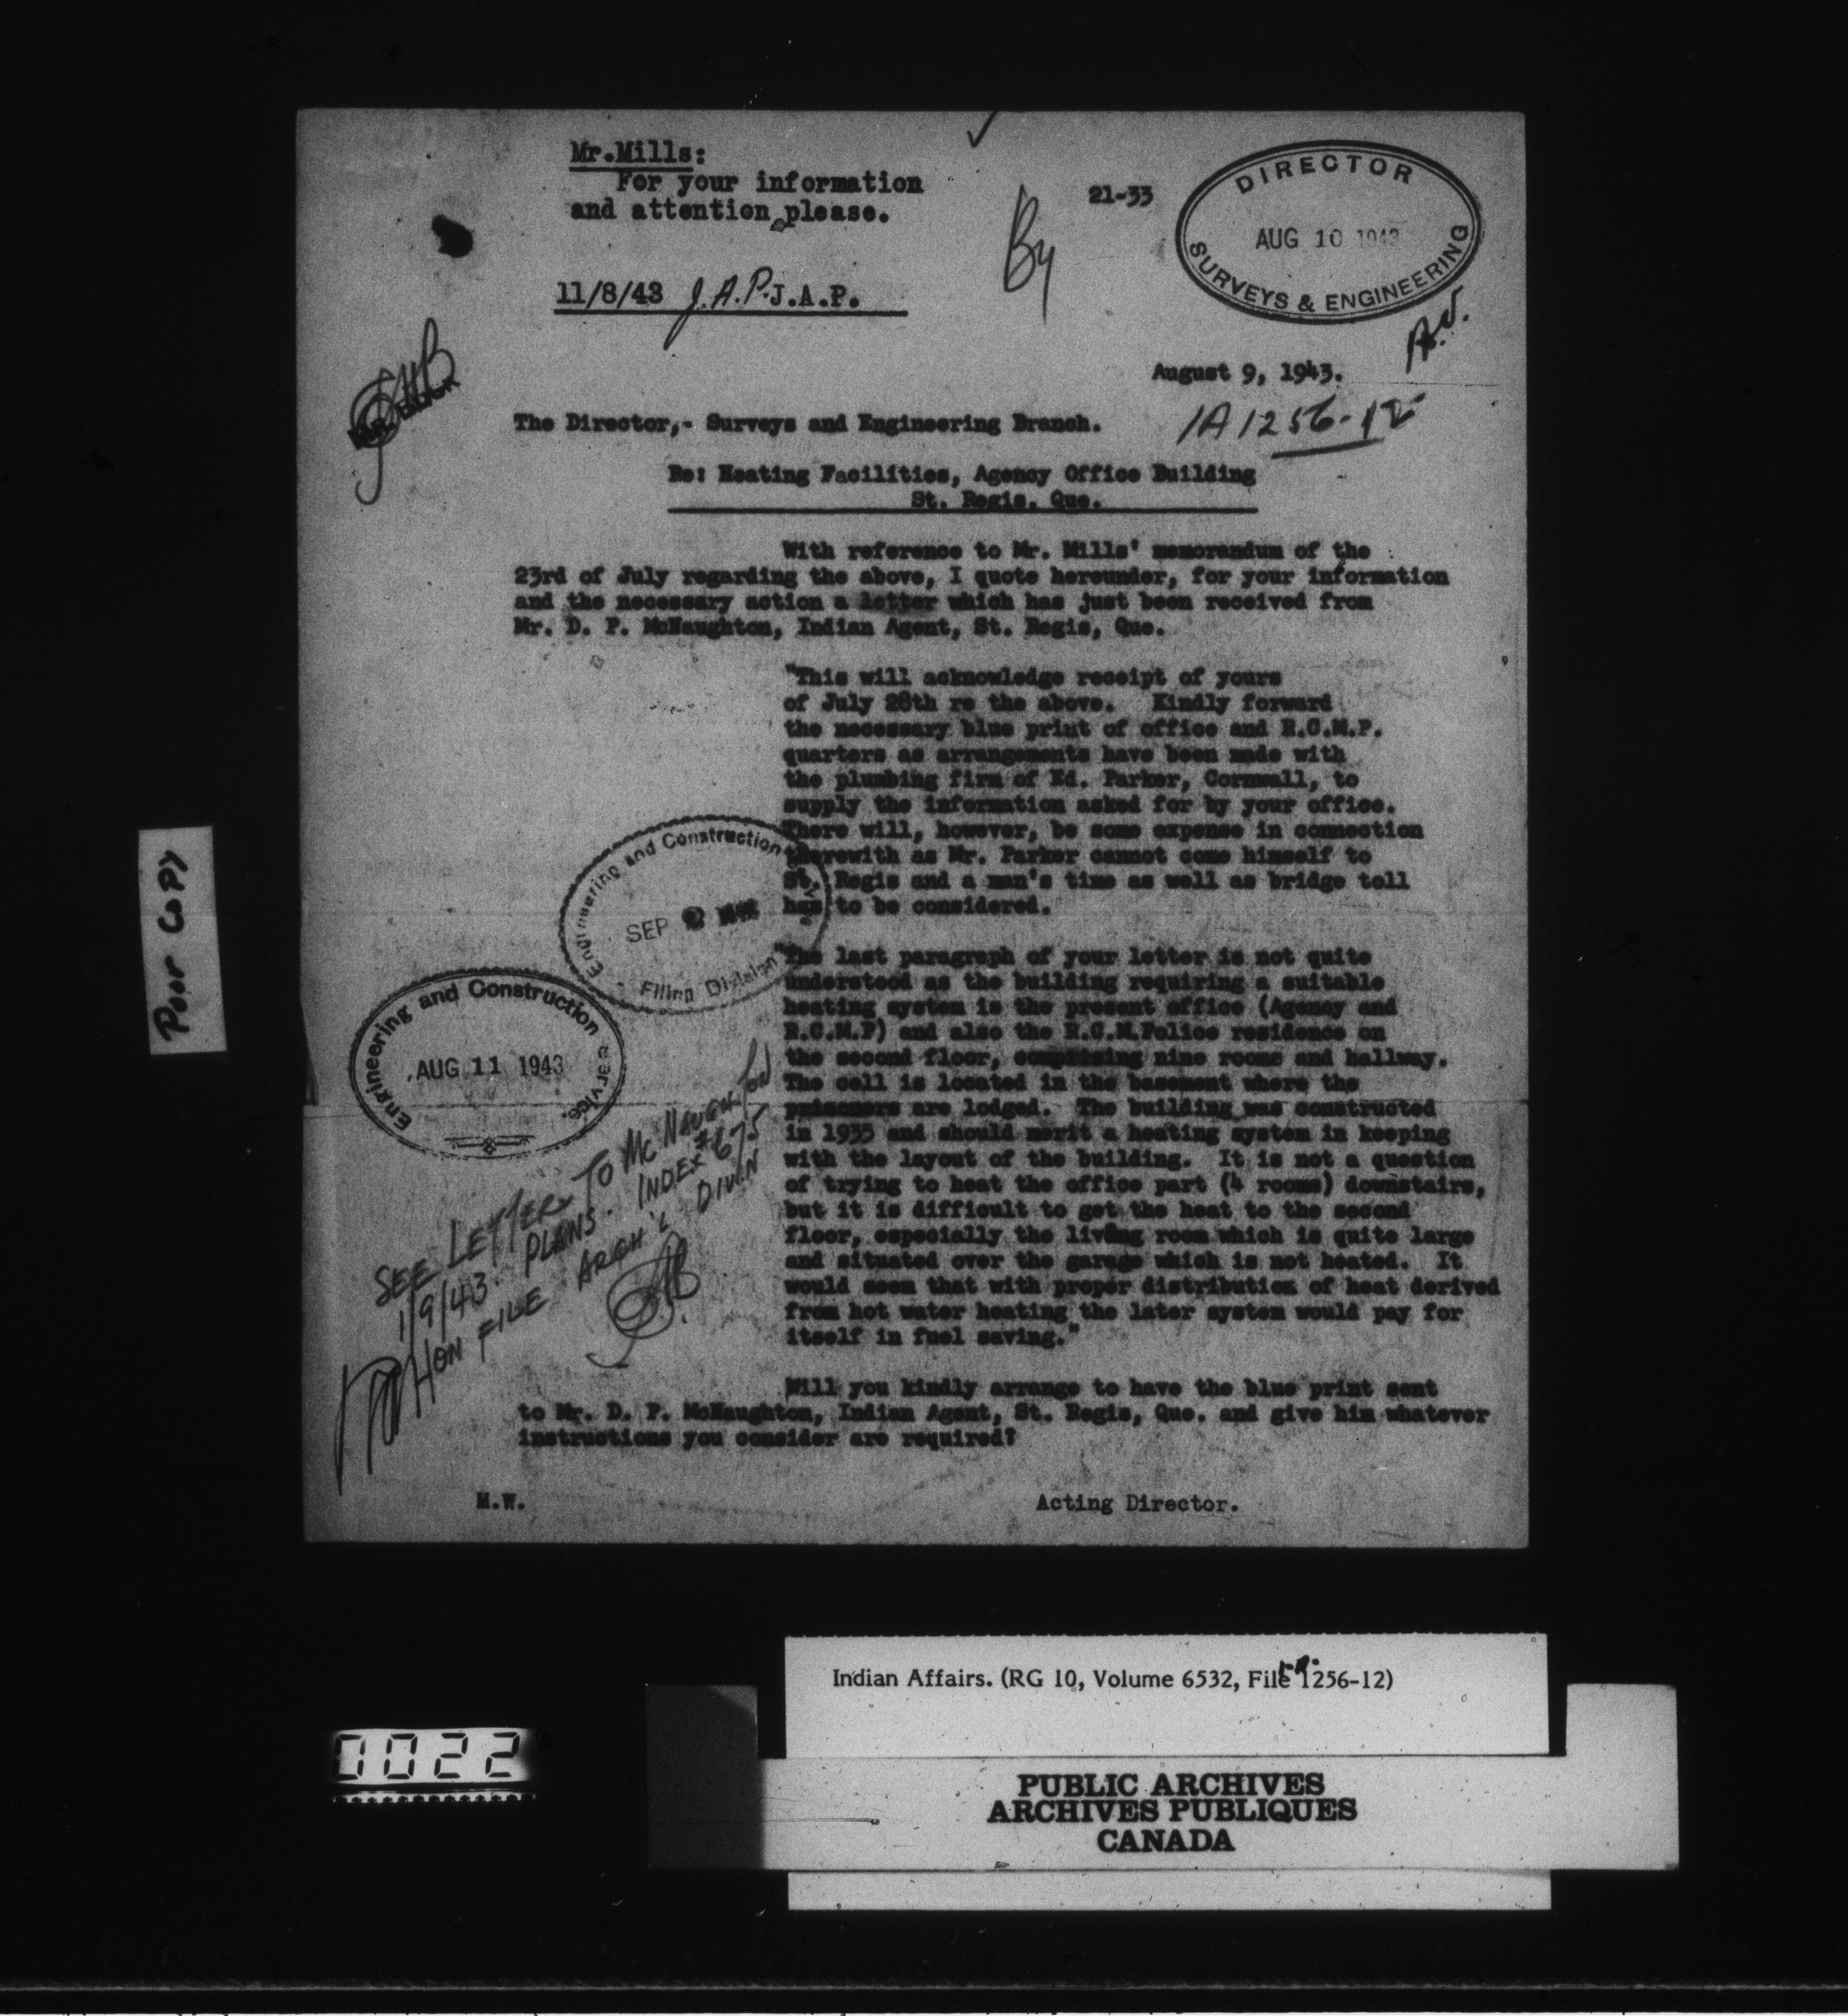 Mr.Mills:
For your information
and attention please.
11/8/43 J.A.P. J.A.P.
By
21-33
DIRECTOR
AUG 10 1943
SURVEYS & ENGINEERING
August 9, 1943.
1A 1256-12
The Director,- Surveys and Engineering Branch.
Re: Heating Facilities, Agency Office Building
St. Regis, Que.
With reference to Mr. Mills' memorandum of the
23rd of July regarding the above, I quote hereunder, for your information
and the necessary action a letter which has just been received from
Mr. D. P. McNaughton, Indian Agent, St. Regis, Que.
"This will acknowledge receipt of yours
of July 28th re the above. Kindly forward
the necessary blue print of office and R.C.M.P.
quarters as arrangements have been made with
the plumbing firm of Ed. Parker, Cornwall, to
supply the information asked for by your office.
There will, however, be some expense in connection
therewith as Mr. Parker cannot come himself to
St. Regis and a man's time as well as bridge toll
has to be considered.
The last paragraph of your letter is not quite
understood as the building requiring a suitable
heating system is the present office (Agency and
R.C.M.P) and also the R.C.M.Police residence on
the second floor, comprising nine rooms and hallway.
The cell is located in the basement where the
prisoners are lodged. The building was constructed
in 1935 and should merit a heating system in keeping
with the layout of the building. It is not a question
of trying to heat the office part (4 rooms) downstairs,
but it is difficult to get the heat to the second
floor, especially the living room which is quite large
and situated over the garage which is not heated. It
would seem that with proper distribution of heat derived
from hot water heating the later system would pay for
itself in fuel saving."
Will you kindly arrange to have the blue print sent
to Mr. D. P. McNaughton, Indian Agent, St. Regis, Que. and give him whatever
instructions you consider are required?
M.W.
Acting Director.
Engineering and Construction
SEP
Filing Division
Engineering and Construction Service.
AUG 11 1943
SEE LETTER TO MCNAUGHTON
1/9/43. PLANS. INDEX #675
ON FILE ARCH'L DIV'N
Poor Copy
Indian Affairs. (RG 10, Volume 6532, File 1256-12)
0022
PUBLIC ARCHIVES
ARCHIVES PUBLIQUES
CANADA